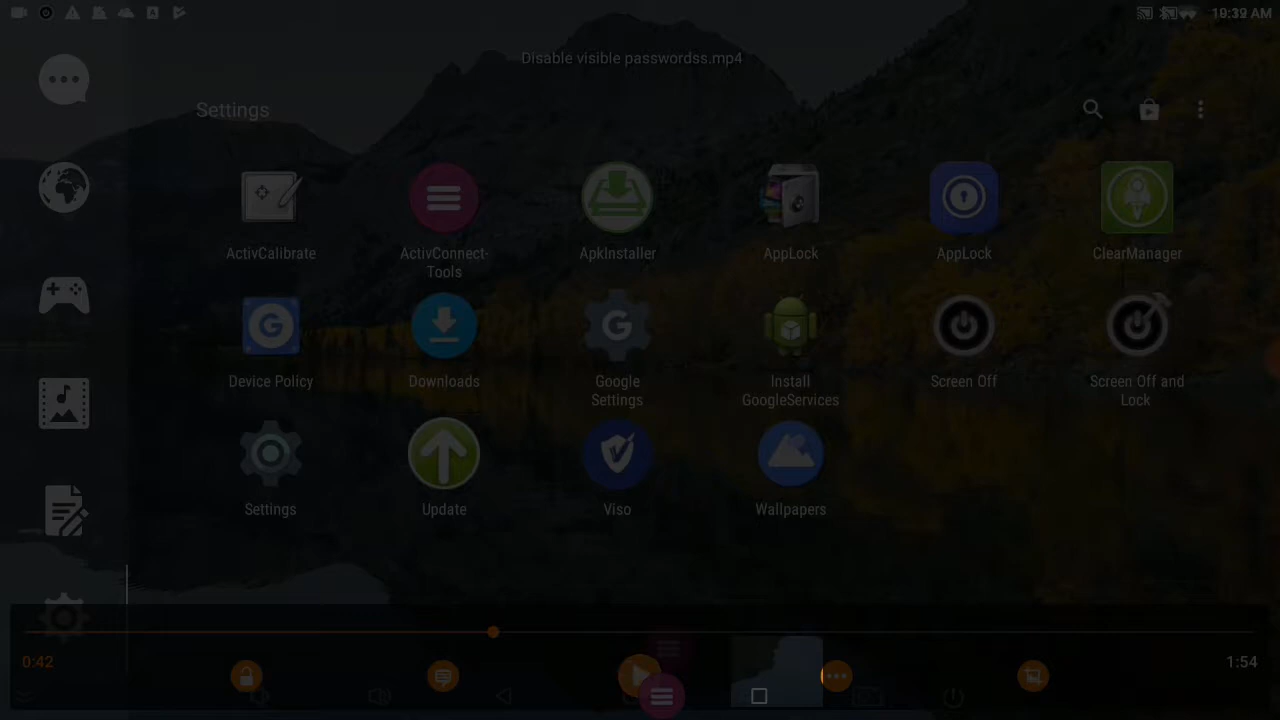 10:39 AM
Disable visible passwordss.mp4
Settings
ActivCalibrate
ActivConnect-
Tools
ApkInstaller
AppLock
AppLock
ClearManager
Device Policy
Downloads
Google
Settings
Install
GoogleServices
Screen Off
Screen Off and
Lock
Settings
Update
Viso
Wallpapers
0:42
1:54